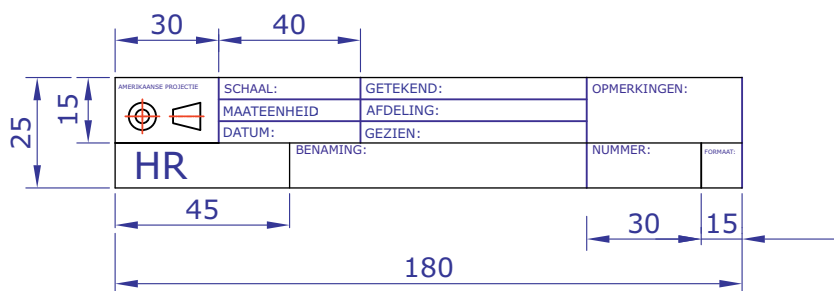 30 40
AMERIKAANSE PROJECTIE SCHAAL: GETEKEND: OPMERKINGEN:
MAATEENHEID AFDELING:
DATUM: GEZIEN:
25 15
HR BENAMING: NUMMER: FORMAAT:
45 30 15
180